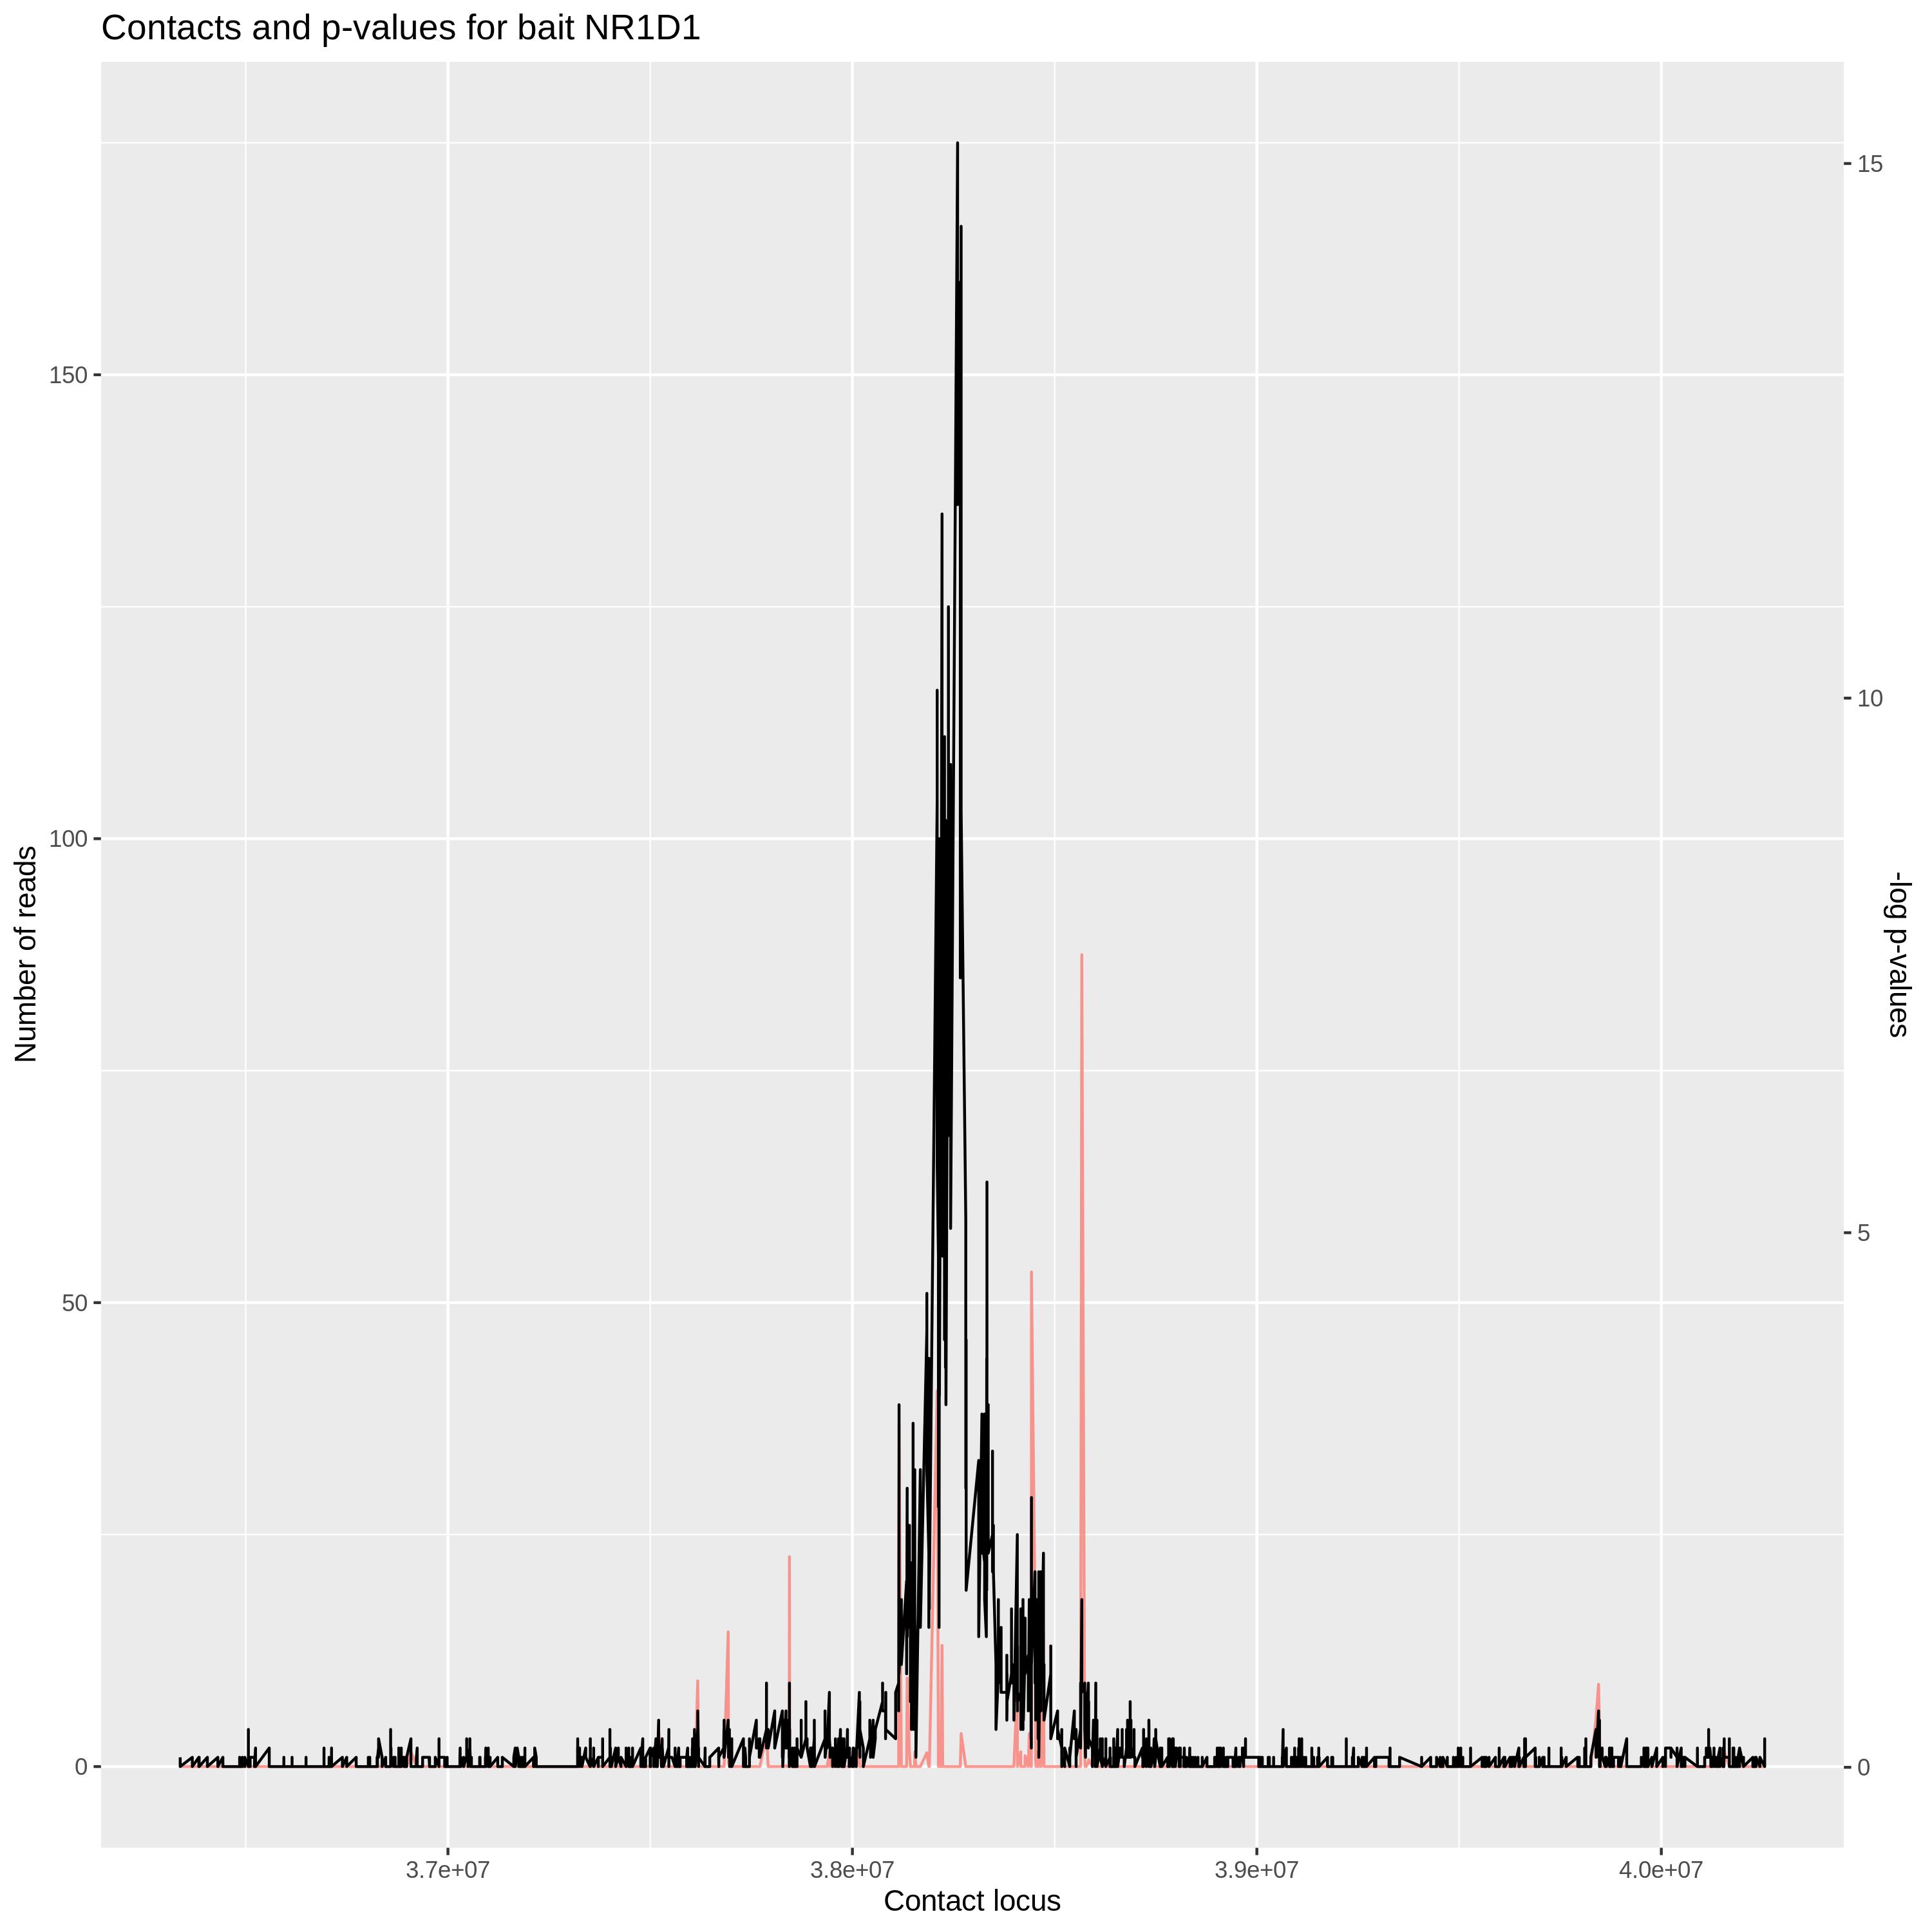 Contacts and p-values for bait NR1D1
15
150
10
100
Number of reads
-log p-values
5
50
0
0
3.7e+07 3.8e+07 3.9e+07 4.0e+07
Contact locus